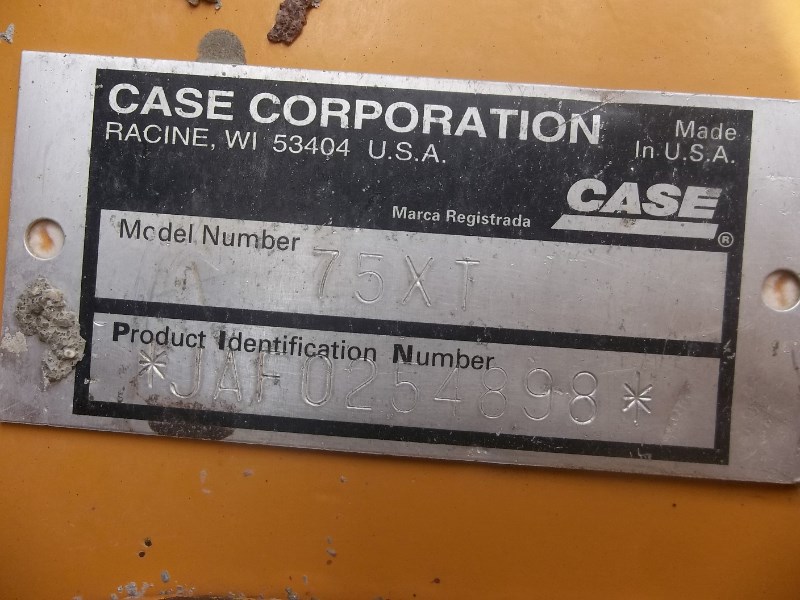 CASE CORPORATION
RACINE, WI 53404 U.S.A.
Made
In U.S.A.
Marca Registrada
CASE
®
Model Number
75XT
Product Identification Number
*JAF0254898*